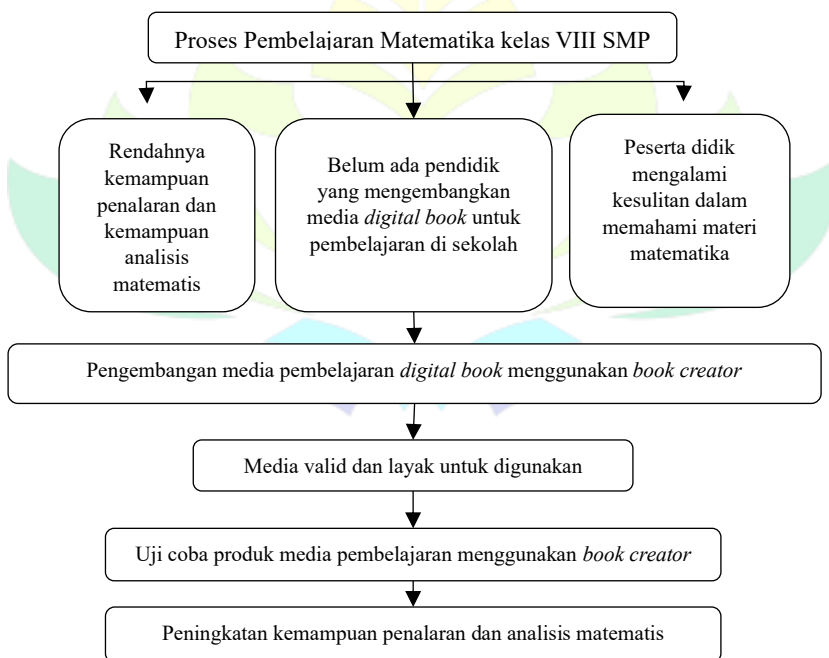 Proses Pembelajaran Matematika kelas VIII SMP
Rendahnya
kemampuan
penalaran dan
kemampuan
analisis
matematis
Belum ada pendidik
yang mengembangkan
media digital book untuk
pembelajaran di sekolah
Peserta didik
mengalami
kesulitan dalam
memahami materi
matematika
Pengembangan media pembelajaran digital book menggunakan book creator
Media valid dan layak untuk digunakan
Uji coba produk media pembelajaran menggunakan book creator
Peningkatan kemampuan penalaran dan analisis matematis